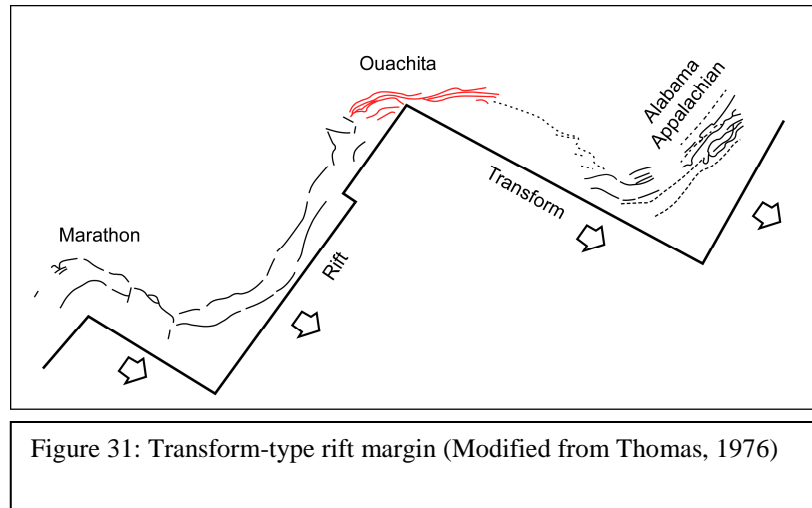 Ouachita
Alabama
Appalachian
Transform
Marathon
Rift
Figure 31: Transform-type rift margin (Modified from Thomas, 1976)